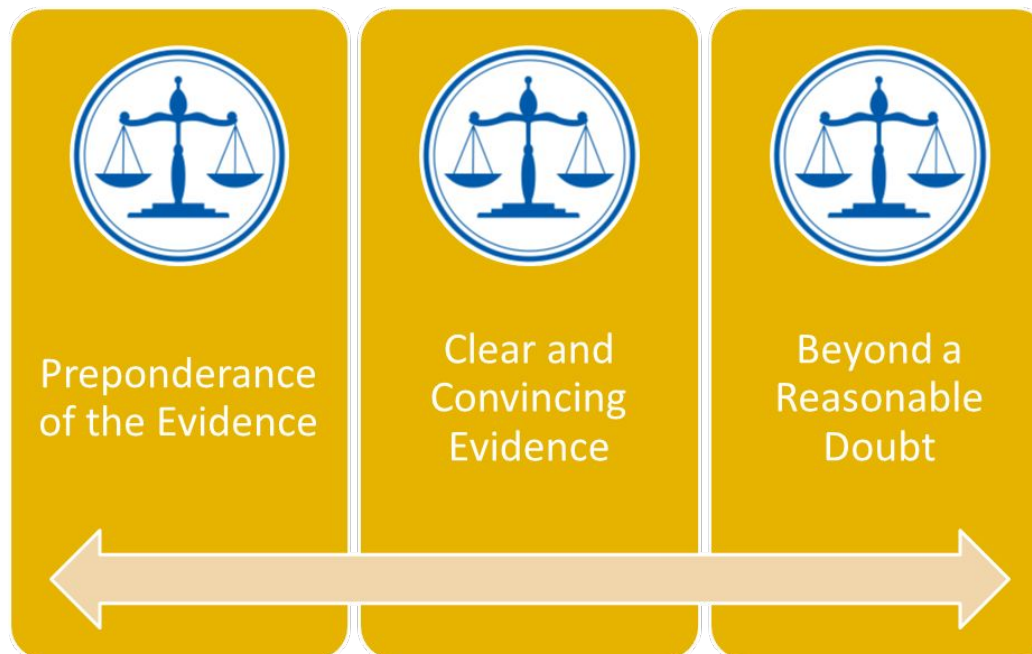 Preponderance
of the Evidence
Clear and
Convincing
Evidence
Beyond a
Reasonable
Doubt